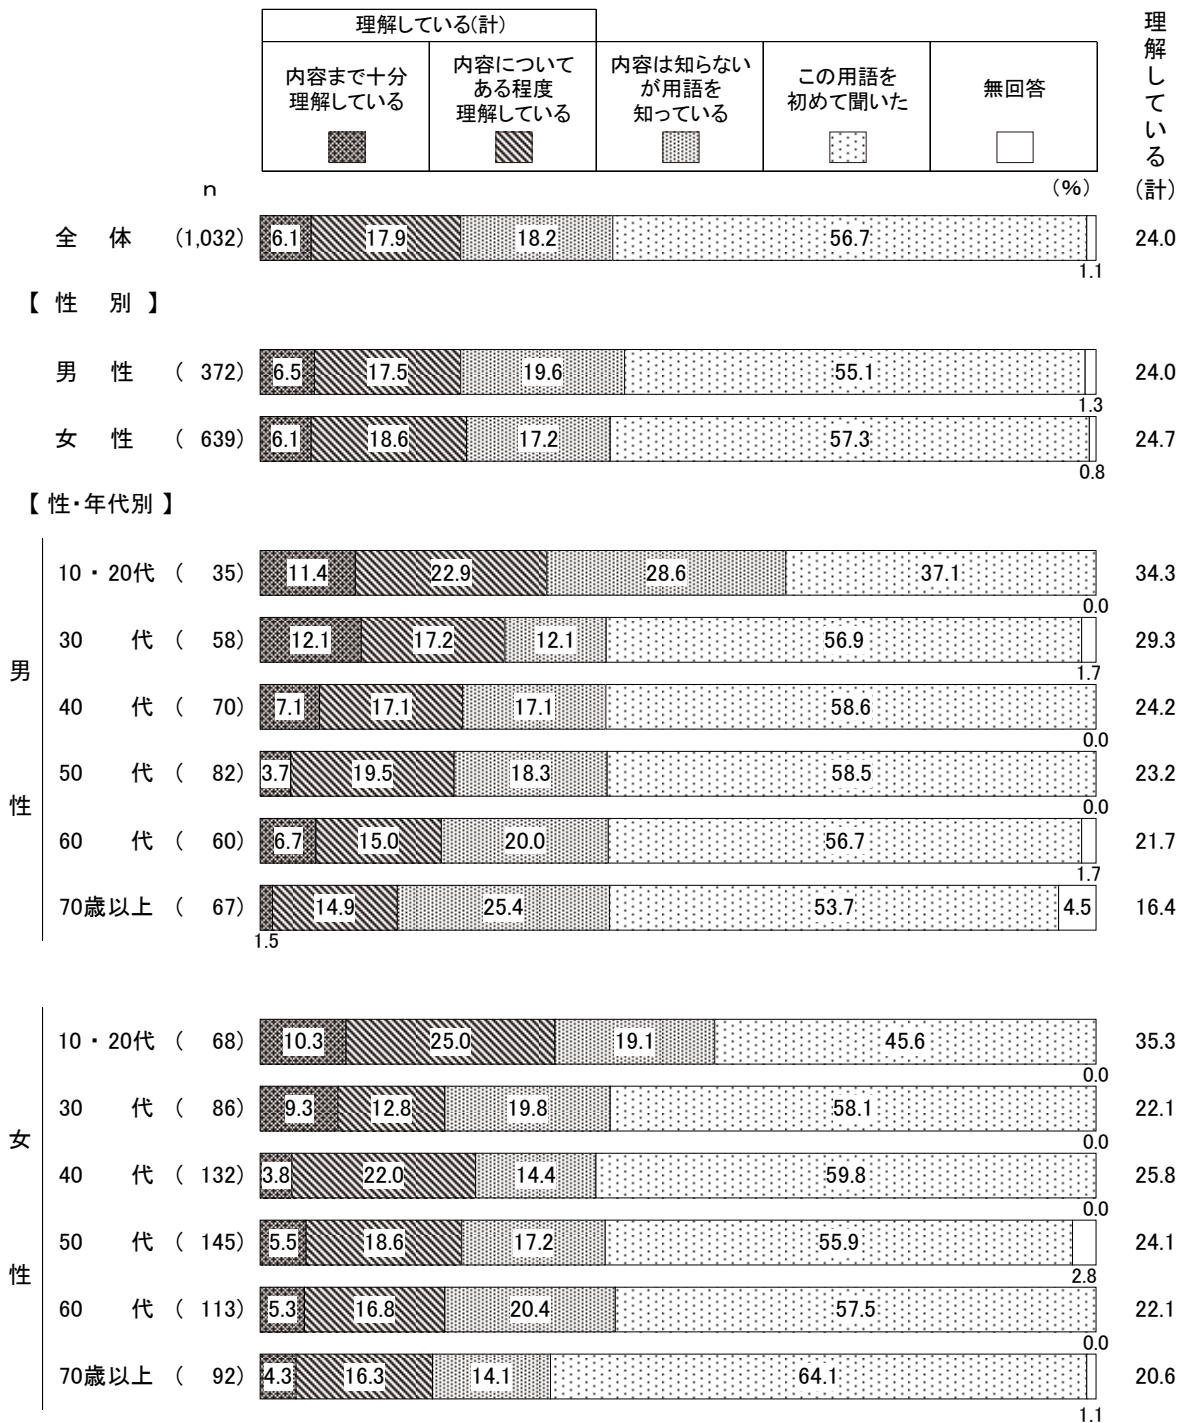 理解している(計)
内容まで十分
理解している
内容について
ある程度
理解している
内容は知らない
が用語を
知っている
この用語を
初めて聞いた
無回答
理解している(計)
n
(%)
全 体 (1,032) 6.1 17.9 18.2 56.7 1.1 24.0
【 性 別 】
男 性 ( 372) 6.5 17.5 19.6 55.1 1.3 24.0
女 性 ( 639) 6.1 18.6 17.2 57.3 0.8 24.7
【 性・年代別 】
男性
10・20代 ( 35) 11.4 22.9 28.6 37.1 0.0 34.3
30 代 ( 58) 12.1 17.2 12.1 56.9 1.7 29.3
40 代 ( 70) 7.1 17.1 17.1 58.6 0.0 24.2
50 代 ( 82) 3.7 19.5 18.3 58.5 0.0 23.2
60 代 ( 60) 6.7 15.0 20.0 56.7 1.7 21.7
70歳以上 ( 67) 1.5 14.9 25.4 53.7 4.5 16.4
女性
10・20代 ( 68) 10.3 25.0 19.1 45.6 0.0 35.3
30 代 ( 86) 9.3 12.8 19.8 58.1 0.0 22.1
40 代 ( 132) 3.8 22.0 14.4 59.8 0.0 25.8
50 代 ( 145) 5.5 18.6 17.2 55.9 2.8 24.1
60 代 ( 113) 5.3 16.8 20.4 57.5 0.0 22.1
70歳以上 ( 92) 4.3 16.3 14.1 64.1 1.1 20.6